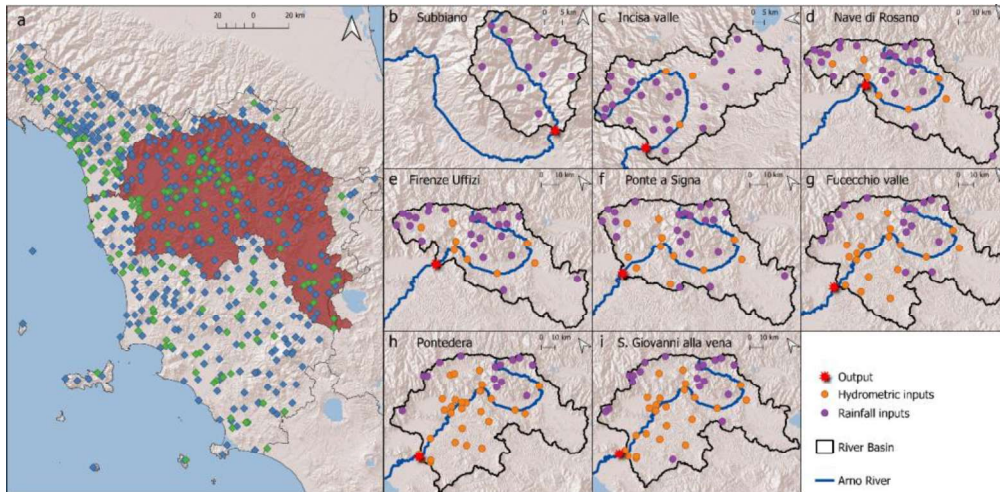 a
20
0
20 km
b
Subbiano
0
5 km
c
Incisa valle
0
5 km
d
Nave di Rosano
0
10 km
e
Firenze Uffizi
0
10 km
f
Ponte a Signa
0
10 km
g
Fucecchio valle
0
10 km
h
Pontedera
0
10 km
i
S. Giovanni alla vena
0
10 km
Output
Hydrometric inputs
Rainfall inputs
River Basin
Arno River